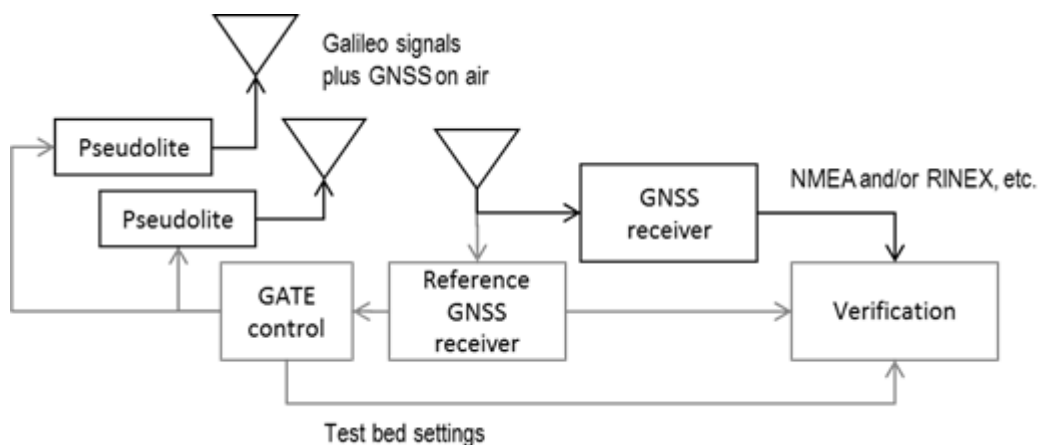 Galileo signals
plus GNSS on air
Pseudolite
Pseudolite
GNSS
receiver
NMEA and/or RINEX, etc.
GATE
control
Reference
GNSS
receiver
Verification
Test bed settings